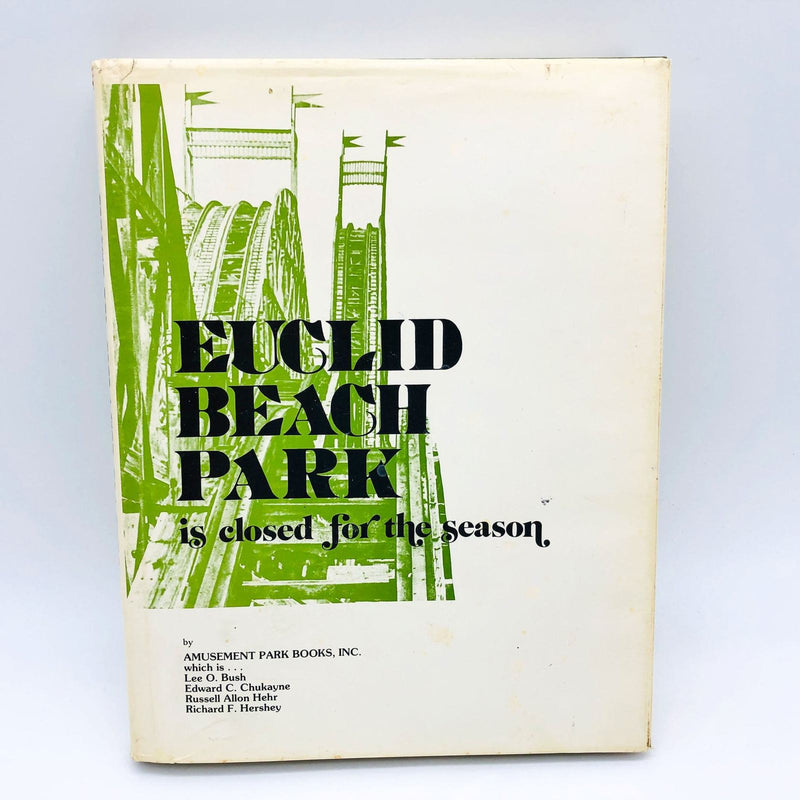 EUCLID
BEACH
PARK
is closed for the season
by
AMUSEMENT PARK BOOKS, INC.
which is . . .
Lee O. Bush
Edward C. Chukayne
Russell Allon Hehr
Richard F. Hershey